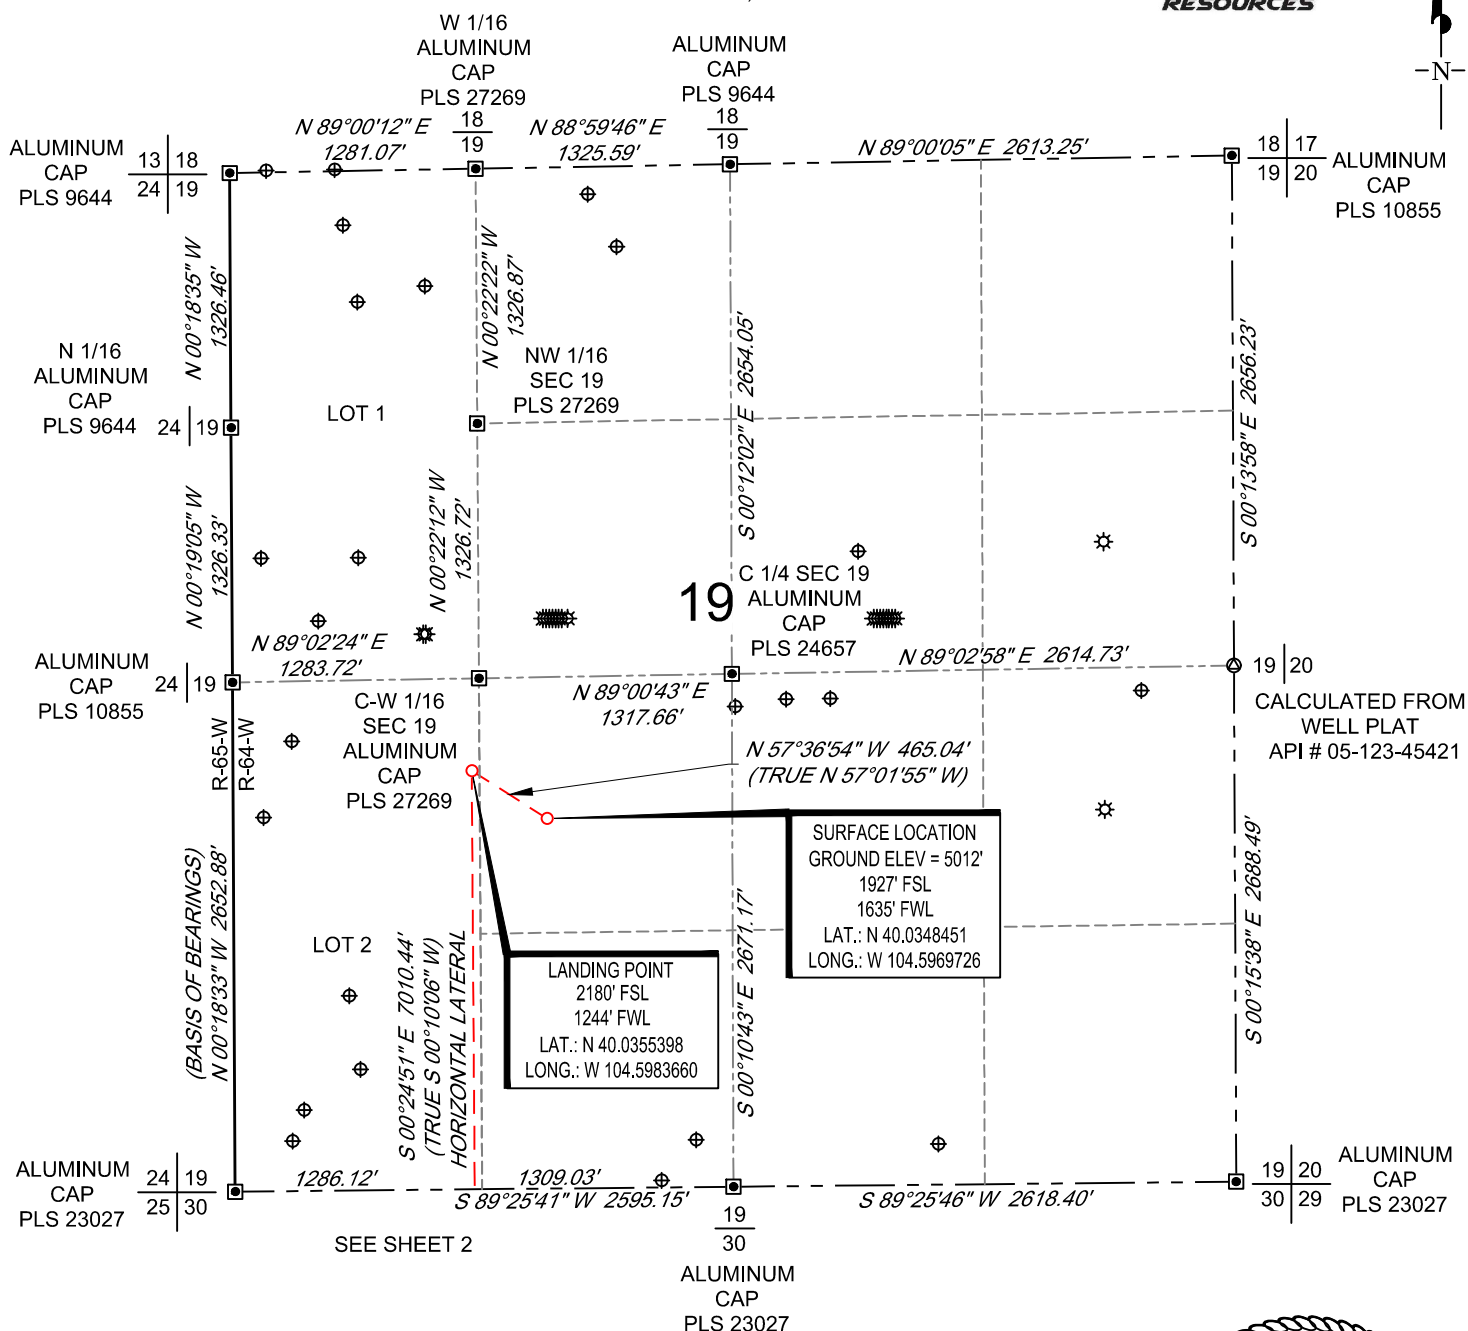 RESOURCES
N
W 1/16
ALUMINUM
CAP
PLS 27269
18
19
ALUMINUM
CAP
PLS 9644
18
19
ALUMINUM
CAP
PLS 9644
13 18
24 19
N 89°00'12" E
1281.07'
N 88°59'46" E
1325.59'
N 89°00'05" E 2613.25'
18 17
19 20
ALUMINUM
CAP
PLS 10855
N 00°18'35" W
1326.46'
N 00°22'22" W
1326.87'
S 00°12'02" E 2654.05'
S 00°13'58" E 2656.23'
N 1/16
ALUMINUM
CAP
PLS 9644
24 19
LOT 1
NW 1/16
SEC 19
PLS 27269
N 00°19'05" W
1326.33'
N 00°22'12" W
1326.72'
19
C 1/4 SEC 19
ALUMINUM
CAP
PLS 24657
N 89°02'24" E
1283.72'
N 89°00'43" E
1317.66'
N 89°02'58" E 2614.73'
ALUMINUM
CAP
PLS 10855
24 19
19 20
CALCULATED FROM
WELL PLAT
API # 05-123-45421
C-W 1/16
SEC 19
ALUMINUM
CAP
PLS 27269
R-65-W
R-64-W
N 57°36'54" W 465.04'
(TRUE N 57°01'55" W)
SURFACE LOCATION
GROUND ELEV = 5012'
1927' FSL
1635' FWL
LAT.: N 40.0348451
LONG.: W 104.5969726
(BASIS OF BEARINGS)
N 00°18'33" W 2652.88'
LOT 2
LANDING POINT
2180' FSL
1244' FWL
LAT.: N 40.0355398
LONG.: W 104.5983660
S 00°24'51" E 7010.44'
(TRUE S 00°10'06" W)
HORIZONTAL LATERAL
S 00°10'43" E 2671.17'
S 00°15'38" E 2688.49'
ALUMINUM
CAP
PLS 23027
24 19
25 30
1286.12'
1309.03'
S 89°25'41" W 2595.15'
S 89°25'46" W 2618.40'
19 20
30 29
ALUMINUM
CAP
PLS 23027
SEE SHEET 2
19
30
ALUMINUM
CAP
PLS 23027